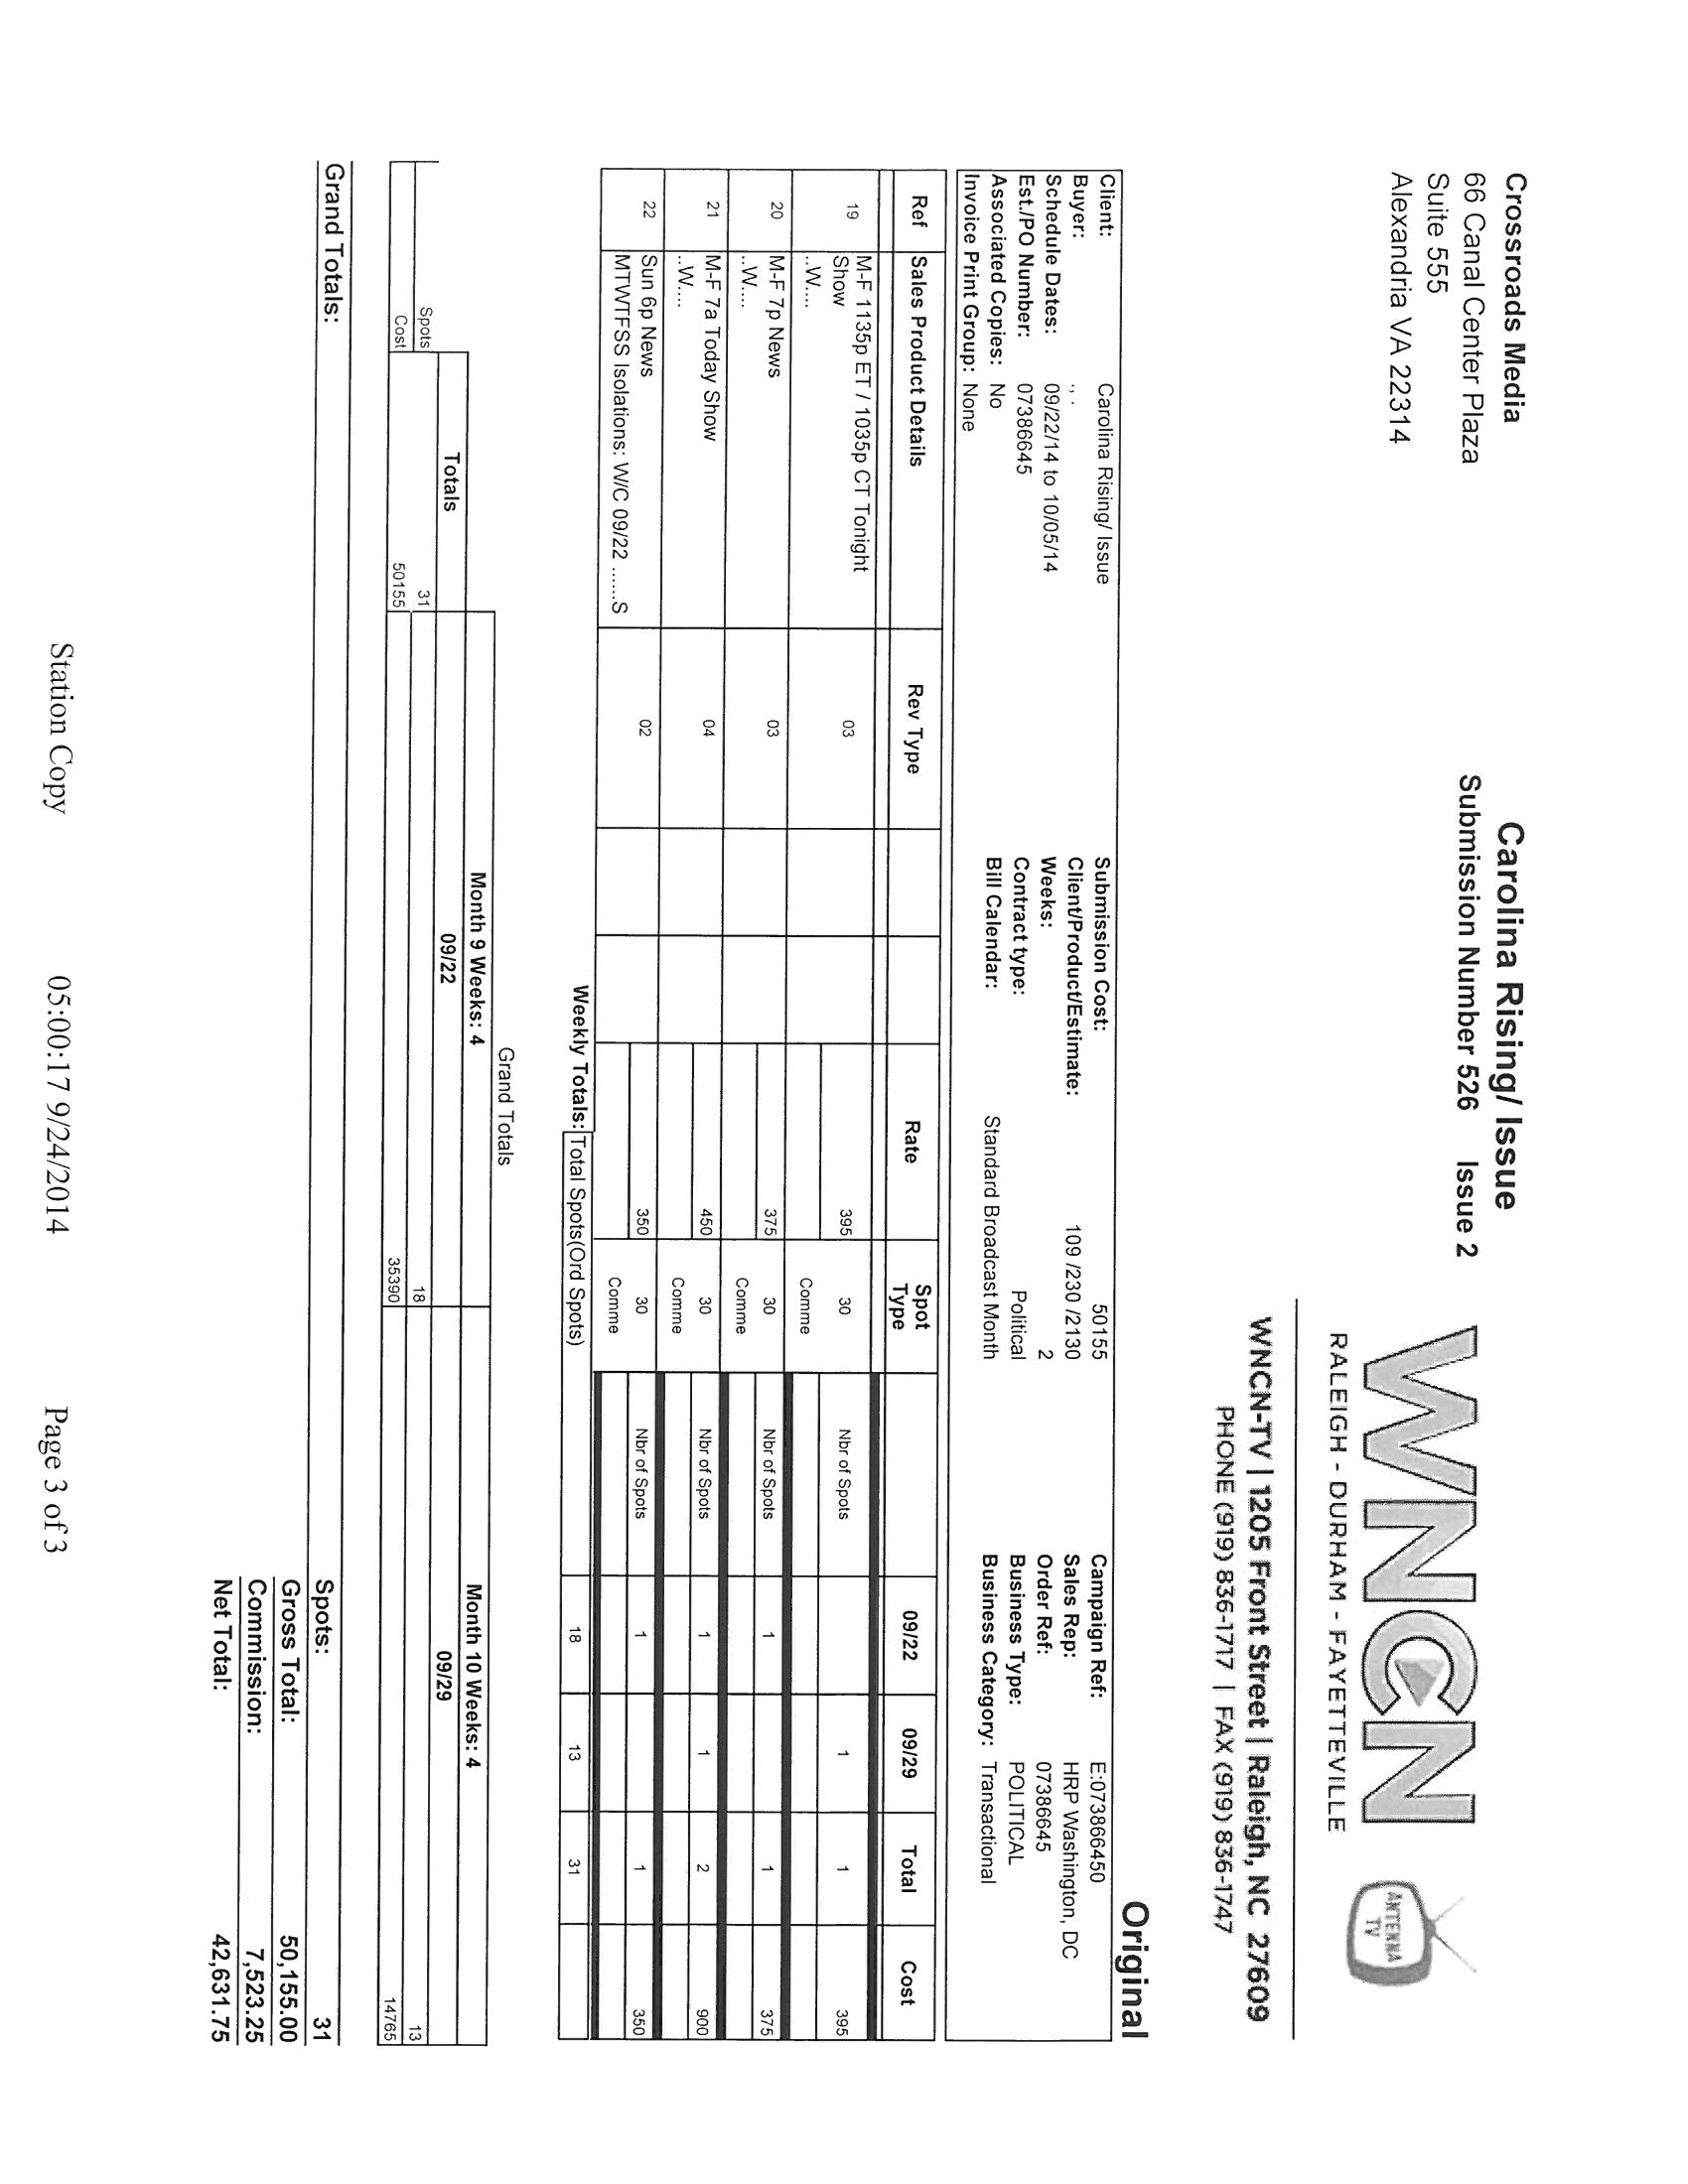 Crossroads Media
66 Canal Center Plaza
Suite 555
Alexandria VA 22314
Carolina Rising/ Issue
Submission Number 526 Issue 2
WNCN
RALEIGH - DURHAM - FAYETTEVILLE
ANTENNA
TV
WNCN-TV | 1205 Front Street | Raleigh, NC 27609
PHONE (919) 836-1717 | FAX (919) 836-1747
Original
Client: Carolina Rising/ Issue Submission Cost: 50155 Campaign Ref: E:073866450
Buyer: , . Client/Product/Estimate: 109 /230 /2130 Sales Rep: HRP Washington, DC
Schedule Dates: 09/22/14 to 10/05/14 Weeks: 2 Order Ref: 07386645
Est./PO Number: 07386645 Contract type: Political Business Type: POLITICAL
Associated Copies: No Bill Calendar: Standard Broadcast Month Business Category: Transactional
Invoice Print Group: None
Ref Sales Product Details Rev Type Rate Spot Type 09/22 09/29 Total Cost
19 M-F 1135p ET / 1035p CT Tonight 03 395 30 Nbr of Spots 1 1 395
Show
..W.... Comme
20 M-F 7p News 03 375 30 Nbr of Spots 1 1 375
..W.... Comme
21 M-F 7a Today Show 04 450 30 Nbr of Spots 1 1 2 900
..W.... Comme
22 Sun 6p News 02 350 30 Nbr of Spots 1 1 350
MTWTFSS Isolations: W/C 09/22 ......S Comme
Weekly Totals: Total Spots(Ord Spots) 18 13 31
Grand Totals
Month 9 Weeks: 4 Month 10 Weeks: 4
Totals 09/22 09/29
Spots 31 18 13
Cost 50155 35390 14765
Grand Totals:
Spots: 31
Gross Total: 50,155.00
Commission: 7,523.25
Net Total: 42,631.75
Station Copy 05:00:17 9/24/2014 Page 3 of 3